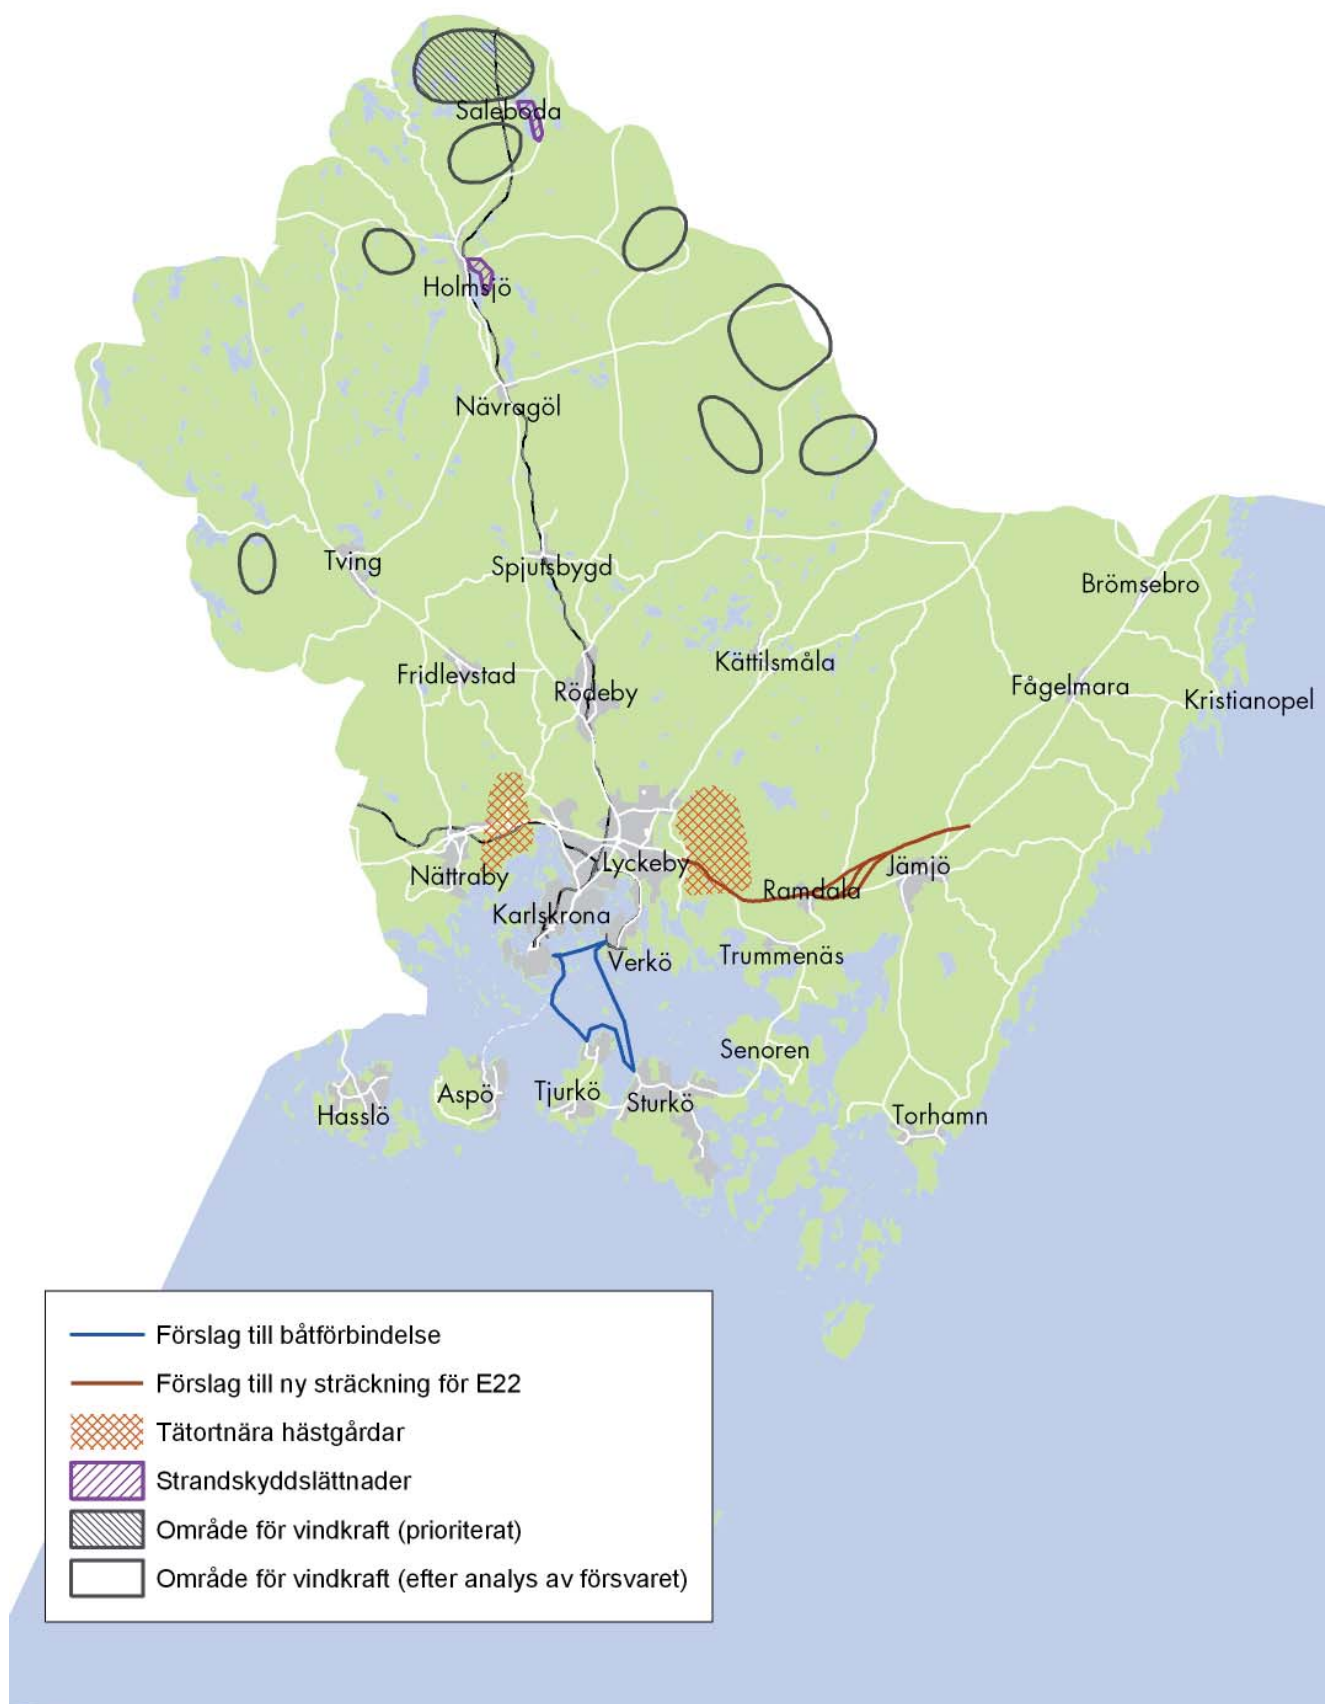 Saleboda
Holmsjö
Nävragöl
Tving
Spjutsbygd
Brömsebro
Kättilsmåla
Fridlevstad
Rödeby
Fågelmara
Kristianopel
Nättraby
Lyckeby
Jämjö
Ramdala
Karlskrona
Verkö
Trummenäs
Senoren
Aspö
Tjurkö
Sturkö
Hasslö
Torhamn
Förslag till båtförbindelse
Förslag till ny sträckning för E22
Tätortnära hästgårdar
Strandskyddslättnader
Område för vindkraft (prioriterat)
Område för vindkraft (efter analys av försvaret)